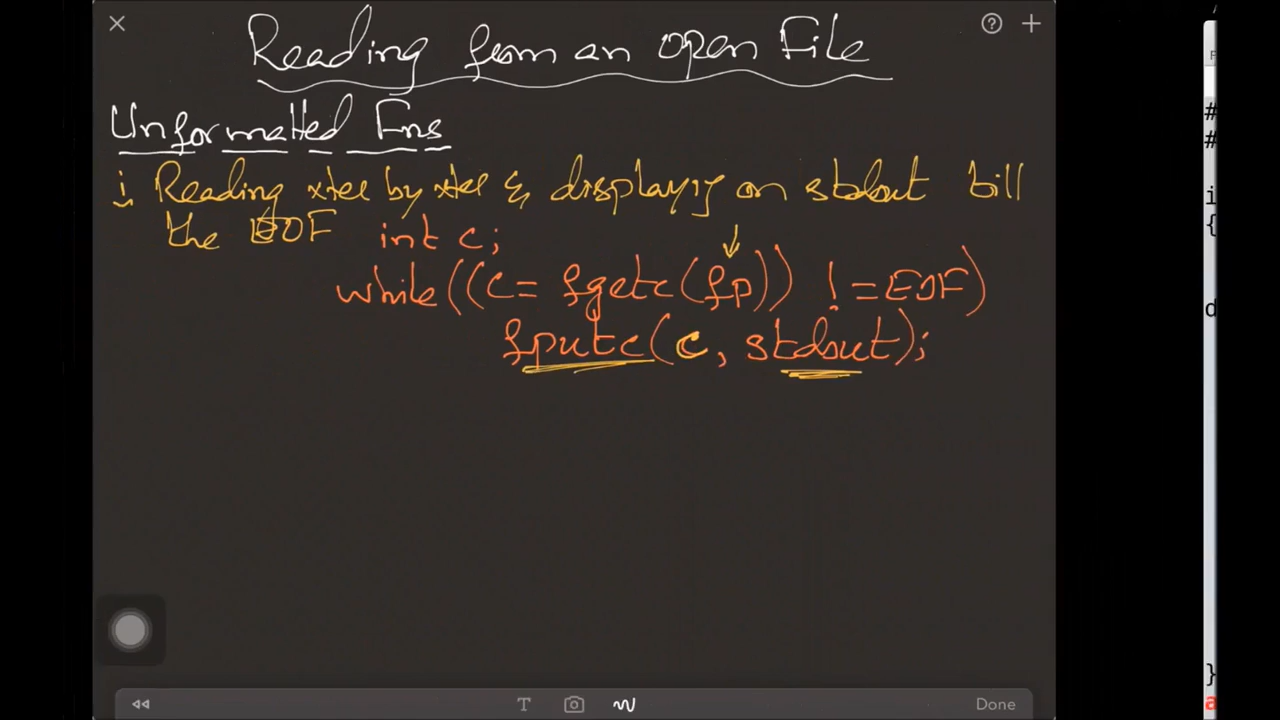 Reading from an open File
Unformatted Fns
i Reading xter by xter & displaying on stdout till
the EOF int c;
while((c= fgetc(fp)) !=EOF)
fputc(c, stdout);
T
Done
#
#
i
{
d
}
a